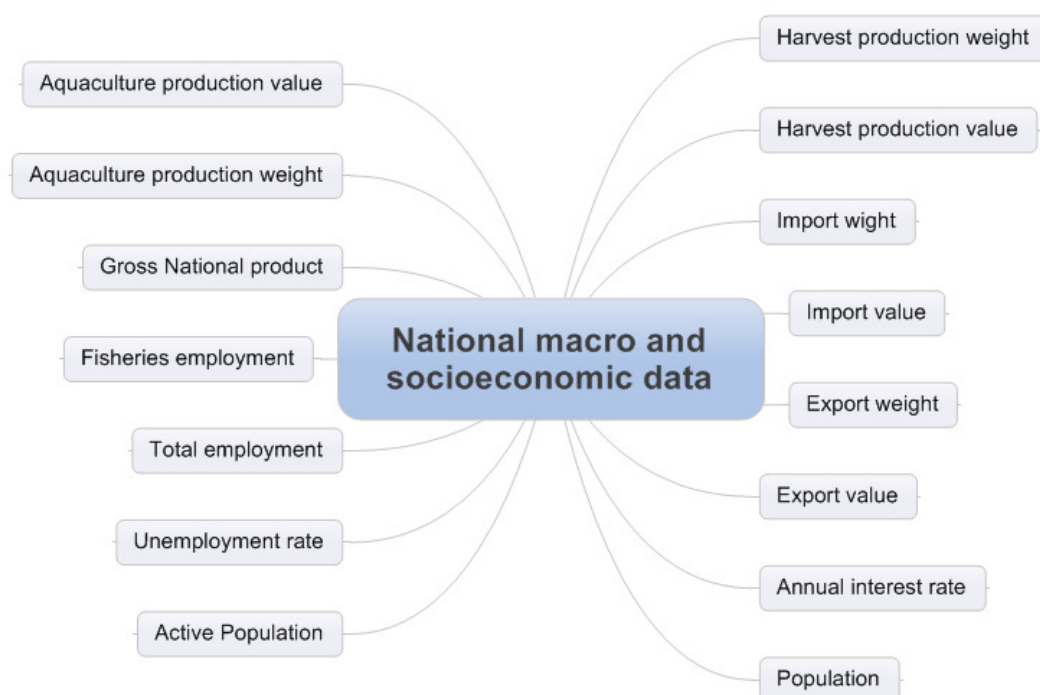 Harvest production weight
Aquaculture production value
Harvest production value
Aquaculture production weight
Import wight
Gross National product
Import value
National macro and
socioeconomic data
Fisheries employment
Export weight
Total employment
Export value
Unemployment rate
Annual interest rate
Active Population
Population